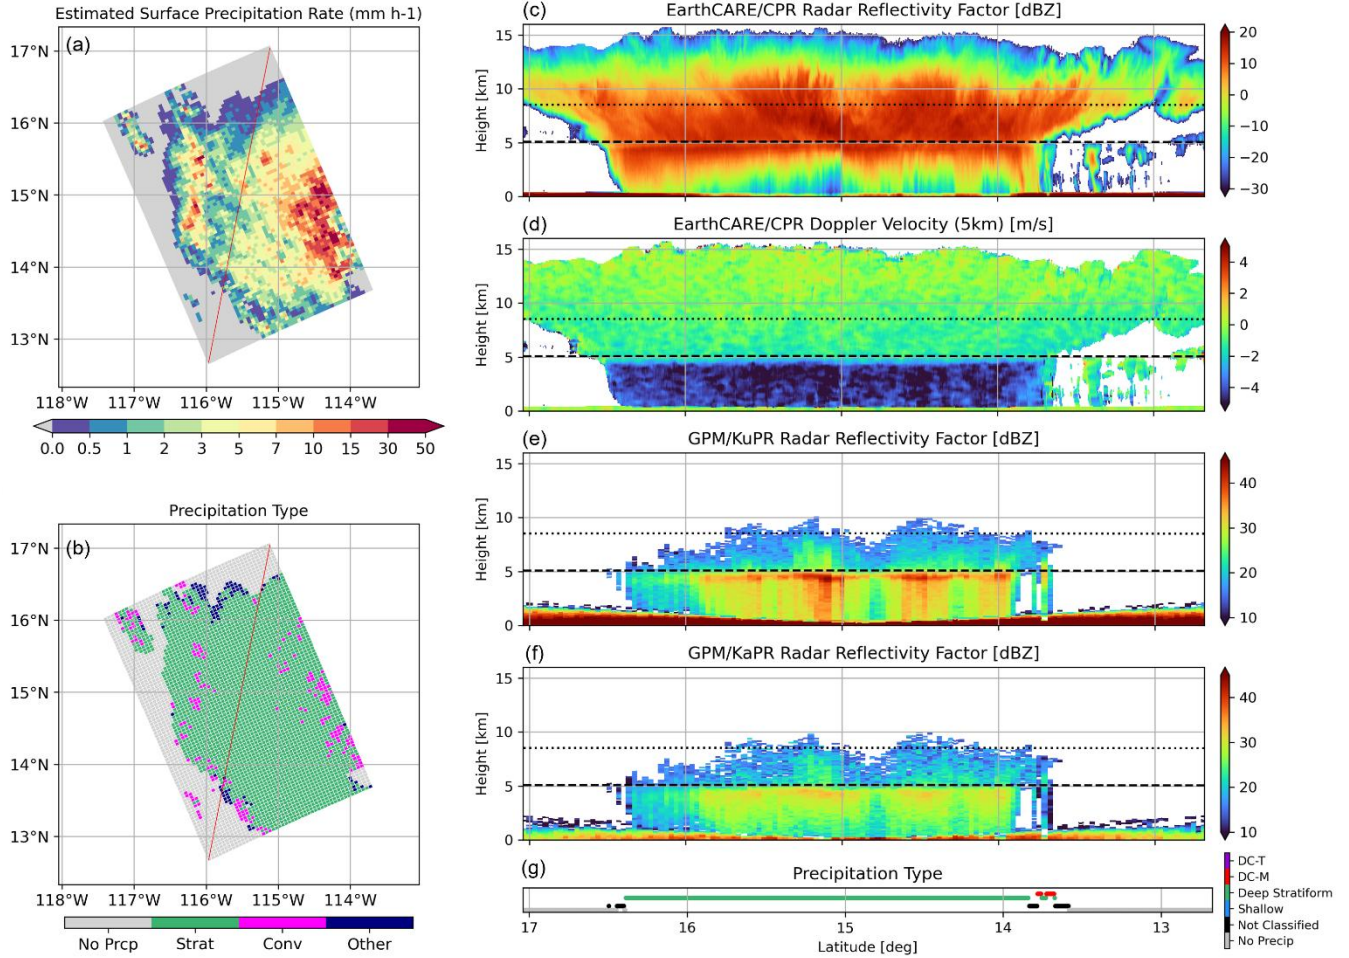 Estimated Surface Precipitation Rate (mm h-1)
(a)
17°N
16°N
15°N
14°N
13°N
118°W 117°W 116°W 115°W 114°W
0.0 0.5 1 2 3 5 7 10 15 30 50
Precipitation Type
(b)
17°N
16°N
15°N
14°N
13°N
118°W 117°W 116°W 115°W 114°W
No Prcp Strat Conv Other
(c) EarthCARE/CPR Radar Reflectivity Factor [dBZ]
Height [km]
15
10
5
0
20
10
0
−10
−20
−30
(d) EarthCARE/CPR Doppler Velocity (5km) [m/s]
Height [km]
15
10
5
0
4
2
0
−2
−4
(e) GPM/KuPR Radar Reflectivity Factor [dBZ]
Height [km]
15
10
5
0
40
30
20
10
(f) GPM/KaPR Radar Reflectivity Factor [dBZ]
Height [km]
15
10
5
0
40
30
20
10
(g) Precipitation Type
17 16 15 14 13
Latitude [deg]
DC-T
DC-M
Deep Stratiform
Shallow
Not Classified
No Precip